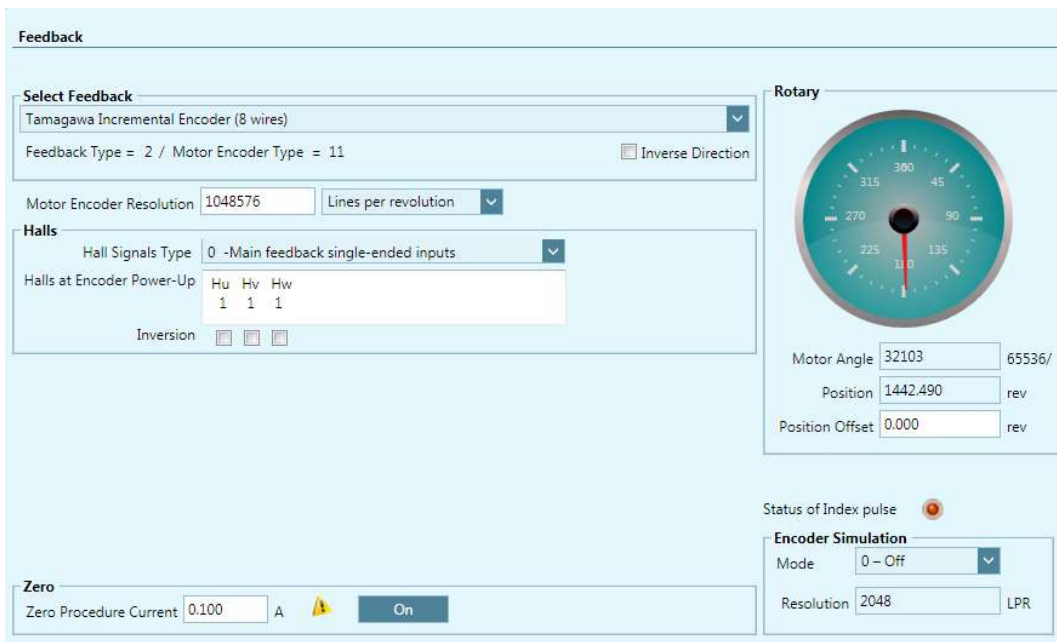 Feedback
Select Feedback
Tamagawa Incremental Encoder (8 wires)
Feedback Type = 2 / Motor Encoder Type = 11
Inverse Direction
Motor Encoder Resolution 1048576 Lines per revolution
Halls
Hall Signals Type 0 -Main feedback single-ended inputs
Halls at Encoder Power-Up Hu Hv Hw
1 1 1
Inversion
Zero
Zero Procedure Current 0.100 A On
Rotary
360
315 45
270 90
225 135
180
Motor Angle 32103 65536/
Position 1442.490 rev
Position Offset 0.000 rev
Status of Index pulse
Encoder Simulation
Mode 0 – Off
Resolution 2048 LPR